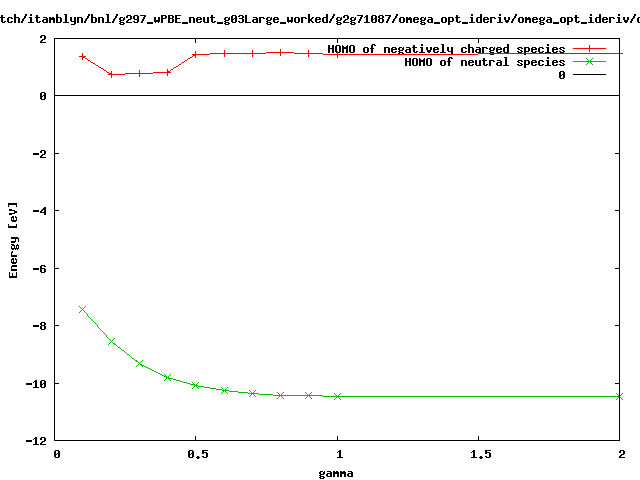 tch/itamblyn/bnl/g297_wPBE_neut_g03Large_worked/g2g71087/omega_opt_ideriv/omega_opt_ideriv/
2
0
-2
-4
-6
-8
-10
-12
Energy [eV]
HOMO of negatively charged species
HOMO of neutral species
0
0
0.5
1
1.5
2
gamma